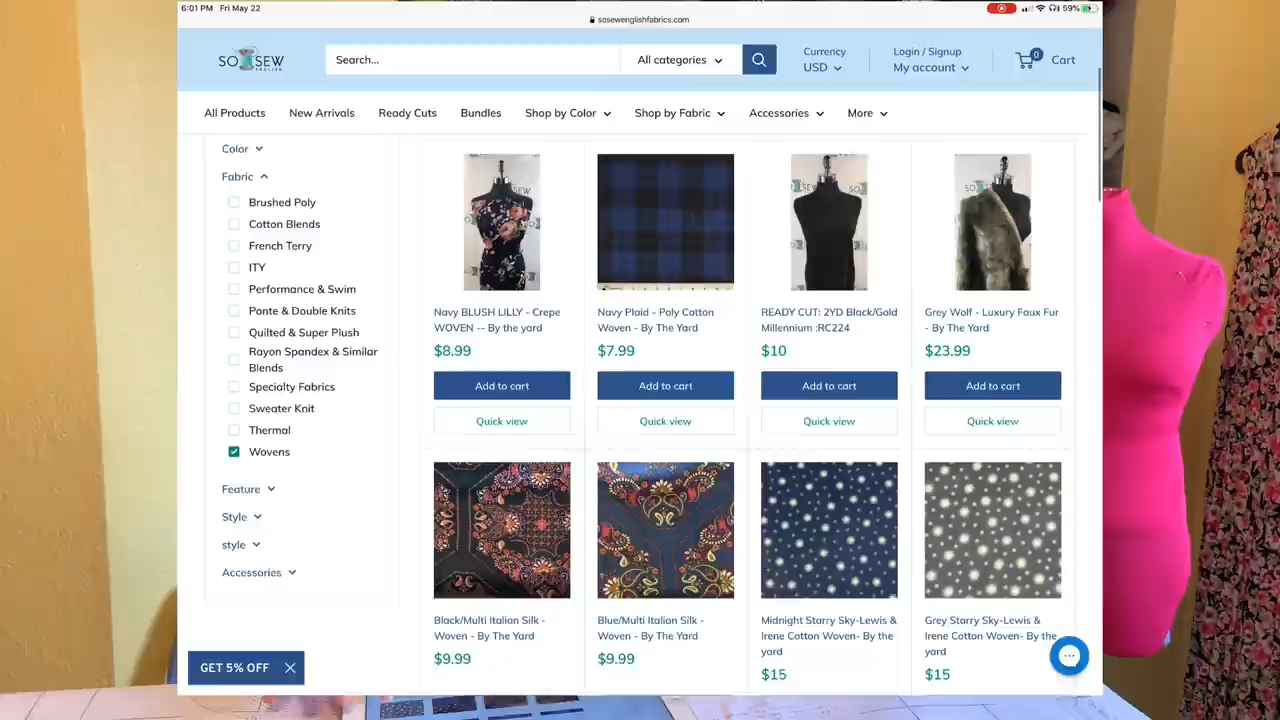 6:01 PM Fri May 22
59%
sosewenglishfabrics.com
SO SEW
ENGLISH
Search...
All categories
Currency
USD
Login / Signup
My account
0
Cart
All Products
New Arrivals
Ready Cuts
Bundles
Shop by Color
Shop by Fabric
Accessories
More
Color
Fabric
Brushed Poly
Cotton Blends
French Terry
ITY
Performance & Swim
Ponte & Double Knits
Quilted & Super Plush
Rayon Spandex & Similar
Blends
Specialty Fabrics
Sweater Knit
Thermal
Wovens
Feature
Style
style
Accessories
Navy BLUSH LILLY - Crepe
WOVEN -- By the yard
$8.99
Add to cart
Quick view
Navy Plaid - Poly Cotton
Woven - By The Yard
$7.99
Add to cart
Quick view
READY CUT: 2YD Black/Gold
Millennium :RC224
$10
Add to cart
Quick view
Grey Wolf - Luxury Faux Fur
- By The Yard
$23.99
Add to cart
Quick view
Black/Multi Italian Silk -
Woven - By The Yard
$9.99
Blue/Multi Italian Silk -
Woven - By The Yard
$9.99
Midnight Starry Sky-Lewis &
Irene Cotton Woven- By the
yard
$15
Grey Starry Sky-Lewis &
Irene Cotton Woven- By the
yard
$15
GET 5% OFF